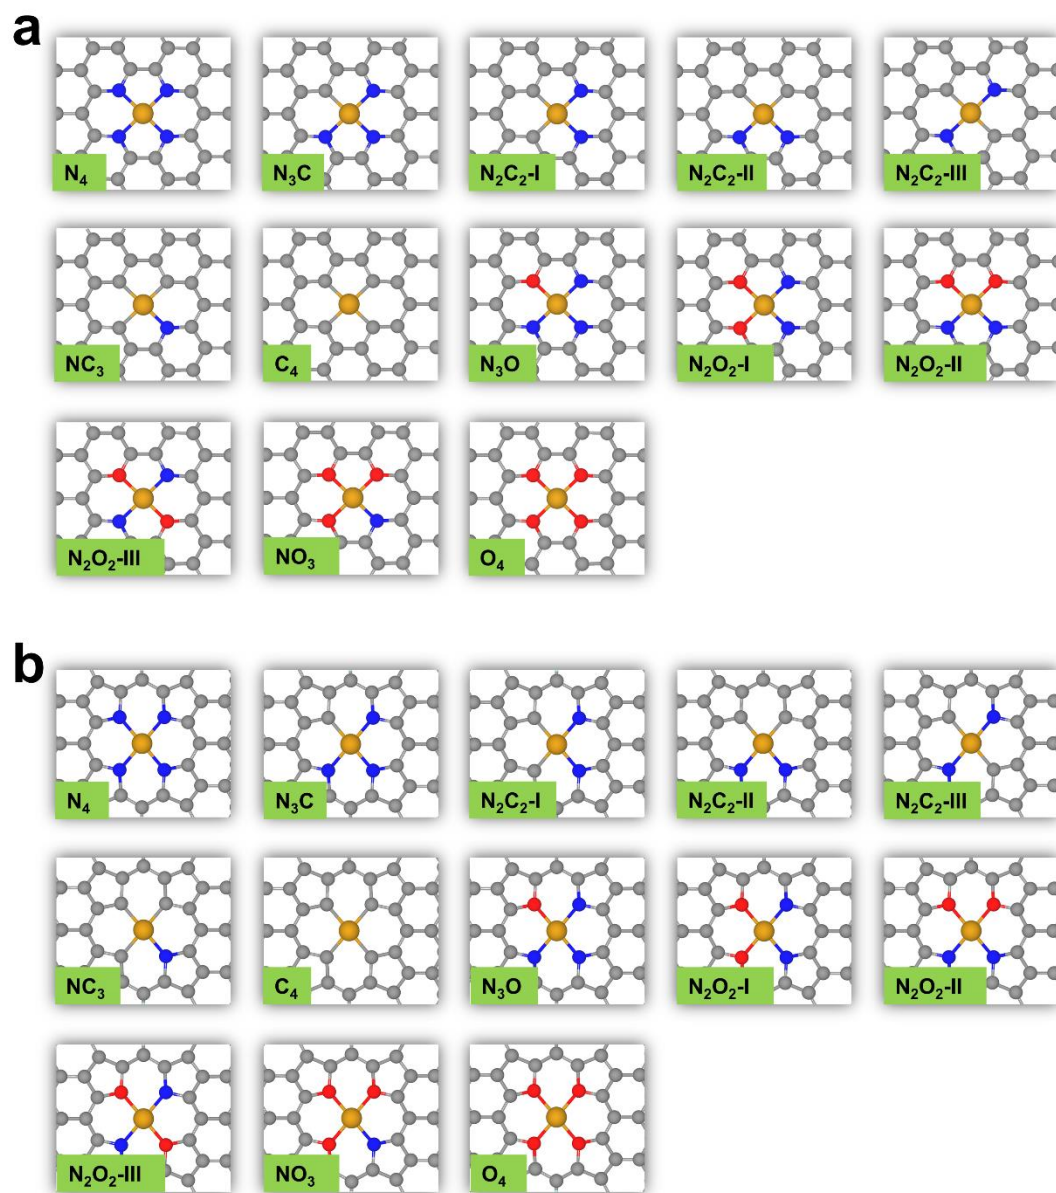 a
N₄
N₃C
N₂C₂-I
N₂C₂-II
N₂C₂-III
NC₃
C₄
N₃O
N₂O₂-I
N₂O₂-II
N₂O₂-III
NO₃
O₄
b
N₄
N₃C
N₂C₂-I
N₂C₂-II
N₂C₂-III
NC₃
C₄
N₃O
N₂O₂-I
N₂O₂-II
N₂O₂-III
NO₃
O₄